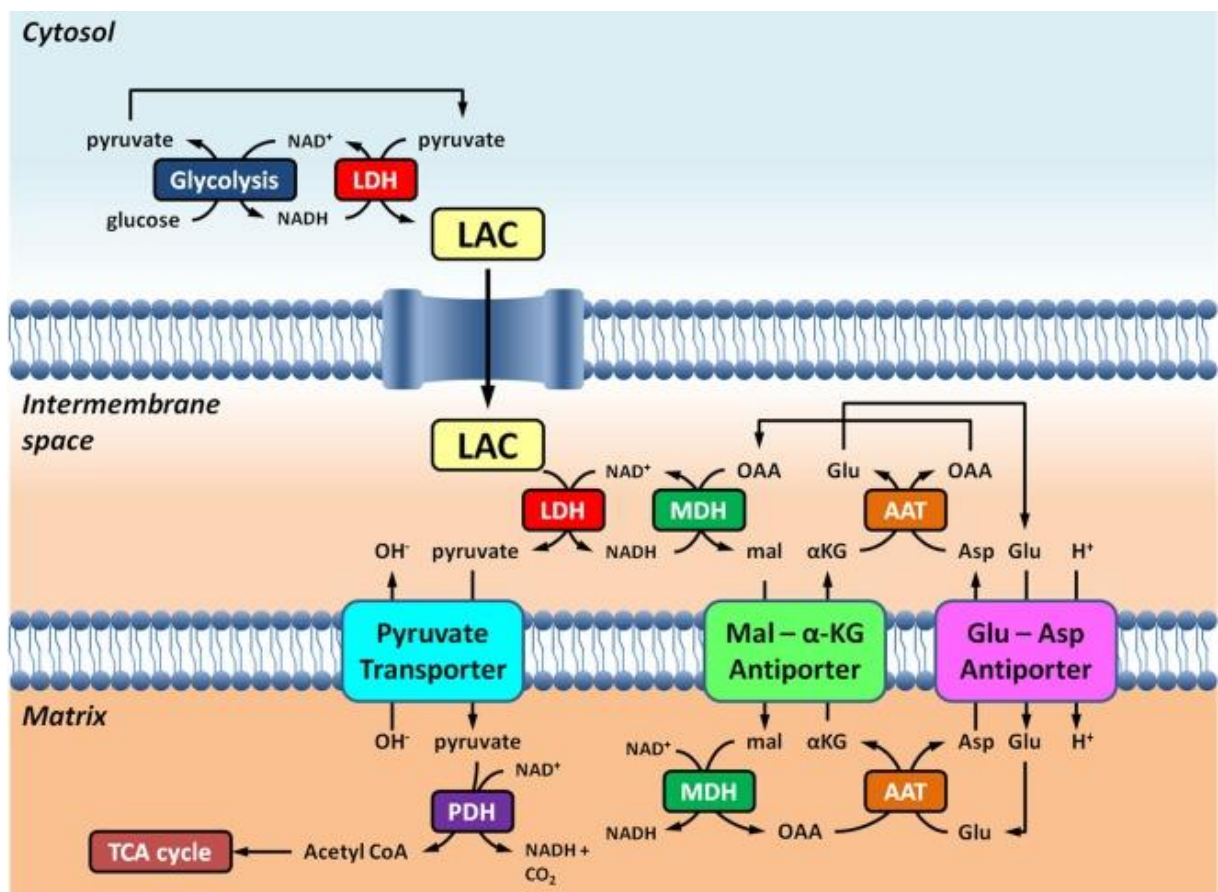 Cytosol
pyruvate NAD⁺ pyruvate
Glycolysis LDH
glucose NADH
LAC
Intermembrane
space
LAC
NAD⁺ OAA Glu OAA
LDH MDH AAT
OH⁻ pyruvate NADH mal αKG Asp Glu H⁺
Pyruvate
Transporter
Mal – α-KG
Antiporter
Glu – Asp
Antiporter
Matrix
OH⁻ pyruvate NAD⁺ mal αKG Asp Glu H⁺
NAD⁺
PDH MDH AAT
NADH OAA Glu
TCA cycle Acetyl CoA NADH +
CO₂